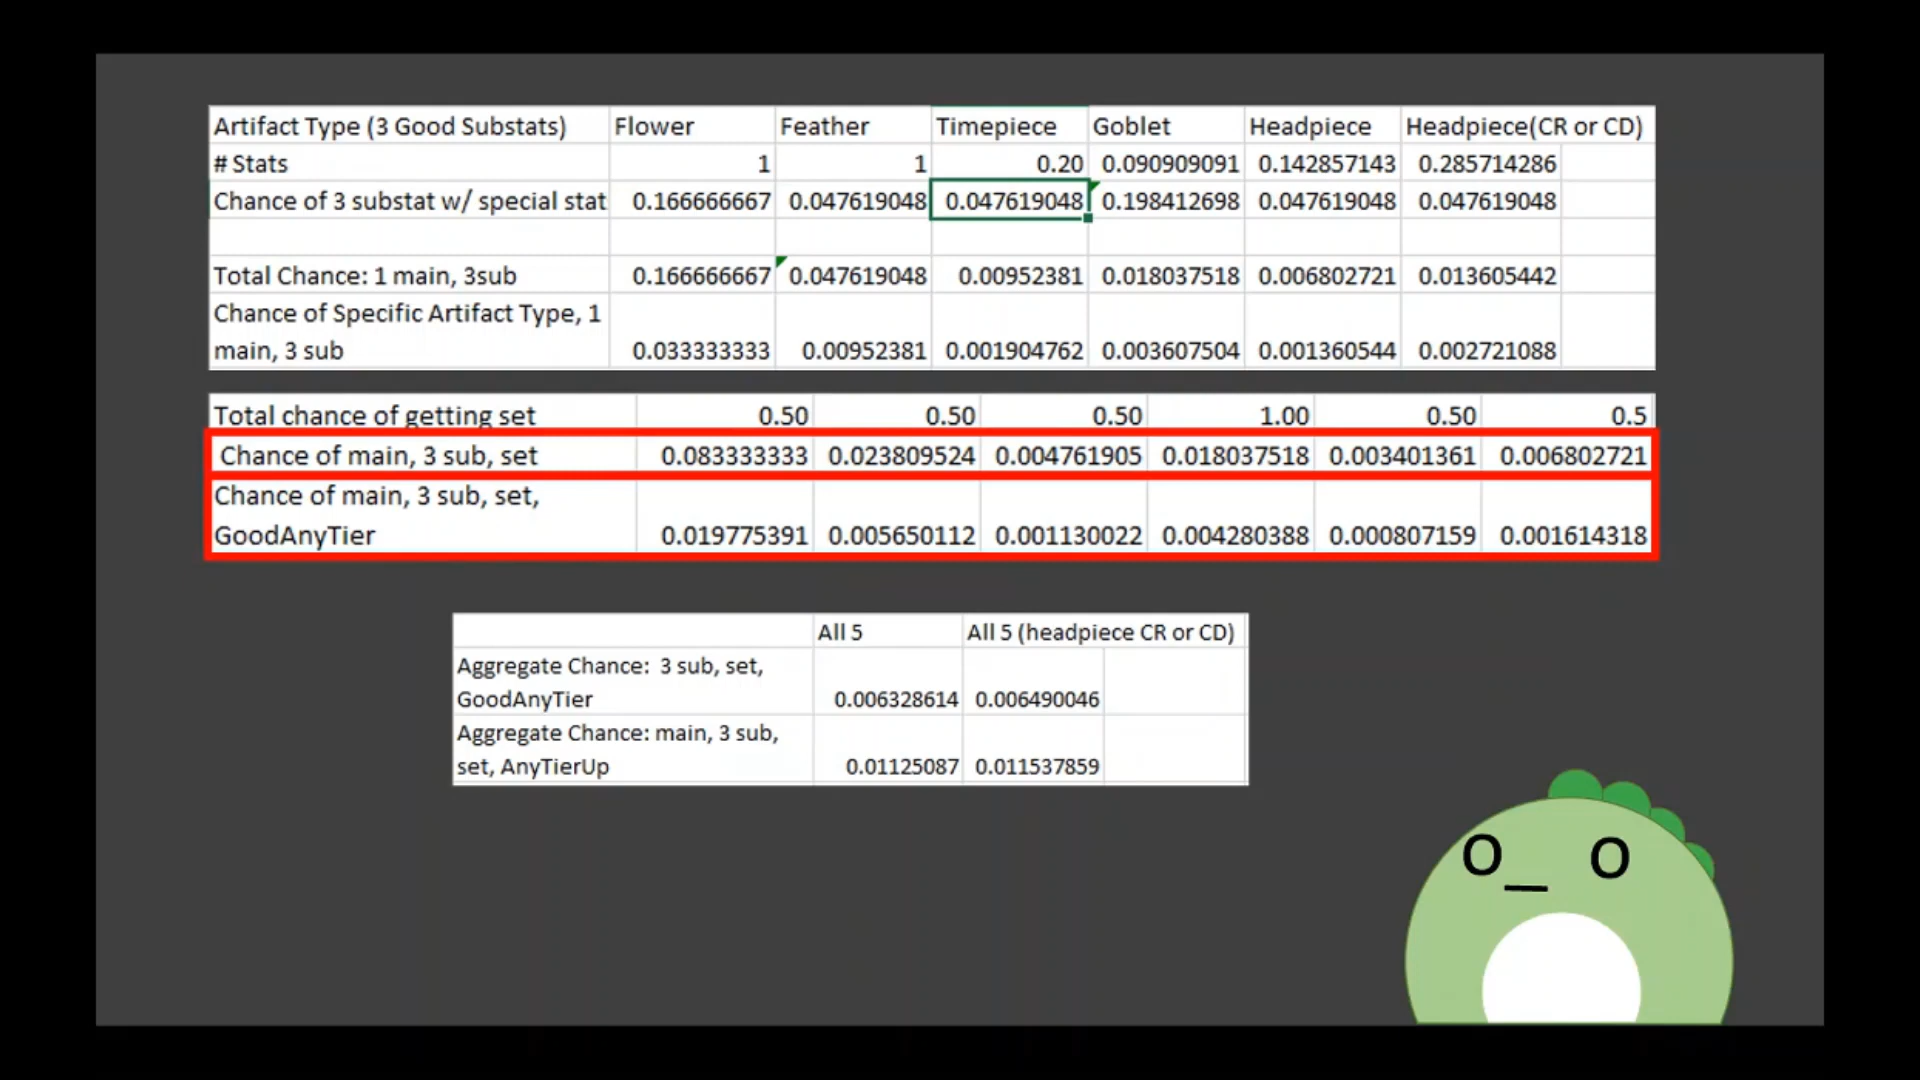 Artifact Type (3 Good Substats) Flower Feather Timepiece Goblet Headpiece Headpiece(CR or CD)
# Stats 1 1 0.20 0.090909091 0.142857143 0.285714286
Chance of 3 substat w/ special stat 0.166666667 0.047619048 0.047619048 0.198412698 0.047619048 0.047619048
Total Chance: 1 main, 3sub 0.166666667 0.047619048 0.00952381 0.018037518 0.006802721 0.013605442
Chance of Specific Artifact Type, 1
main, 3 sub 0.033333333 0.00952381 0.001904762 0.003607504 0.001360544 0.002721088
Total chance of getting set 0.50 0.50 0.50 1.00 0.50 0.5
Chance of main, 3 sub, set 0.083333333 0.023809524 0.004761905 0.018037518 0.003401361 0.006802721
Chance of main, 3 sub, set,
GoodAnyTier 0.019775391 0.005650112 0.001130022 0.004280388 0.000807159 0.001614318
All 5 All 5 (headpiece CR or CD)
Aggregate Chance: 3 sub, set,
GoodAnyTier 0.006328614 0.006490046
Aggregate Chance: main, 3 sub,
set, AnyTierUp 0.01125087 0.011537859